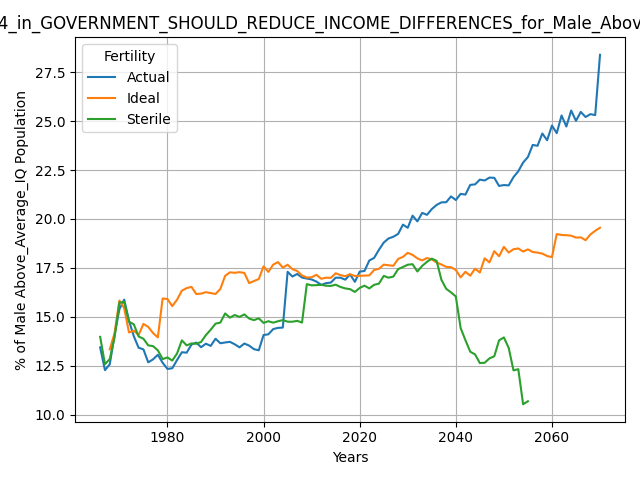 4_in_GOVERNMENT_SHOULD_REDUCE_INCOME_DIFFERENCES_for_Male_Above
Fertility
Actual
Ideal
Sterile
% of Male Above_Average_IQ Population
27.5
25.0
22.5
20.0
17.5
15.0
12.5
10.0
1980 2000 2020 2040 2060
Years